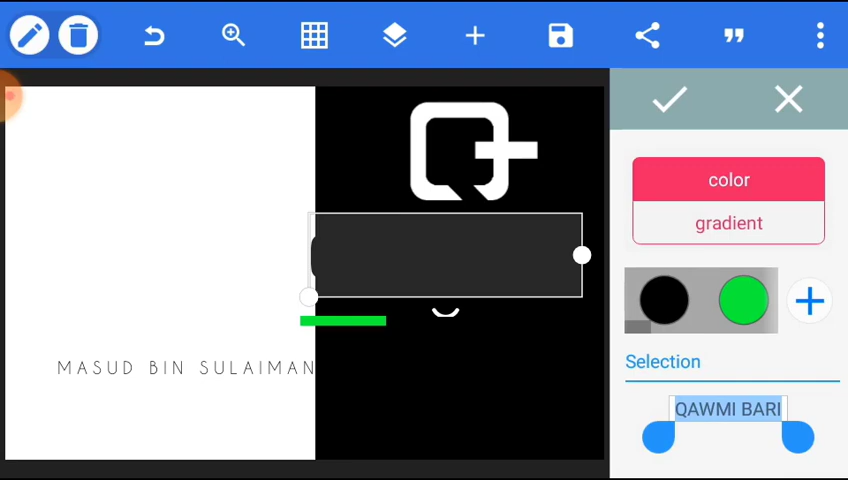 color
gradient
Selection
QAWMI BARI
MASUD BIN SULAIMAN